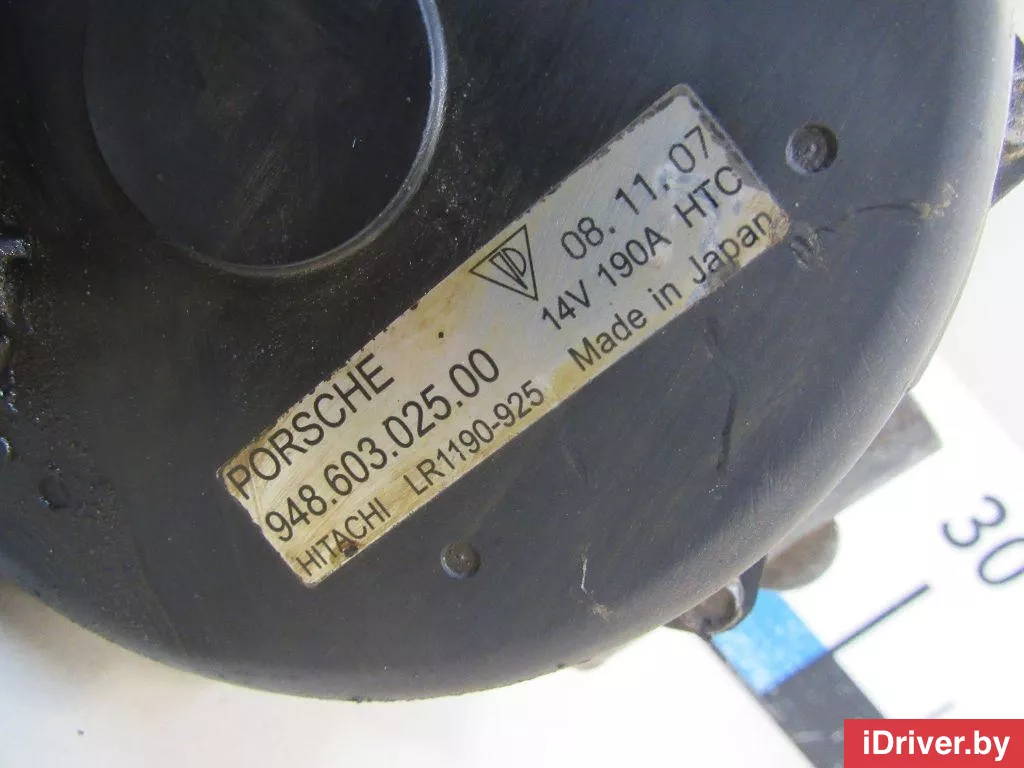 PORSCHE 08.11.07
948.603.025.00 14V 190A HTC
HITACHI LR1190-925 Made in Japan
30
iDriver.by